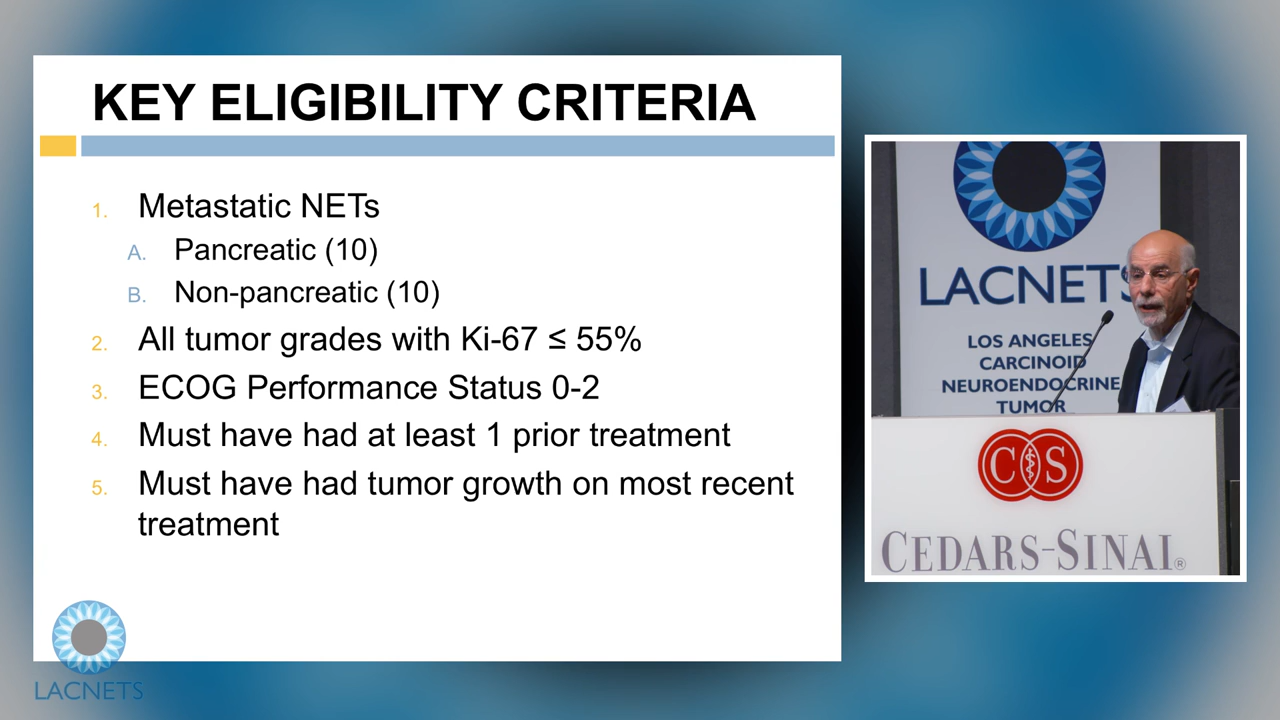 KEY ELIGIBILITY CRITERIA
1. Metastatic NETs
A. Pancreatic (10)
B. Non-pancreatic (10)
2. All tumor grades with Ki-67 ≤ 55%
3. ECOG Performance Status 0-2
4. Must have had at least 1 prior treatment
5. Must have had tumor growth on most recent
treatment
LACNETS
LACNETS
LOS ANGELES
CARCINOID
NEUROENDOCRINE
TUMOR
CS
CEDARS-SINAI®